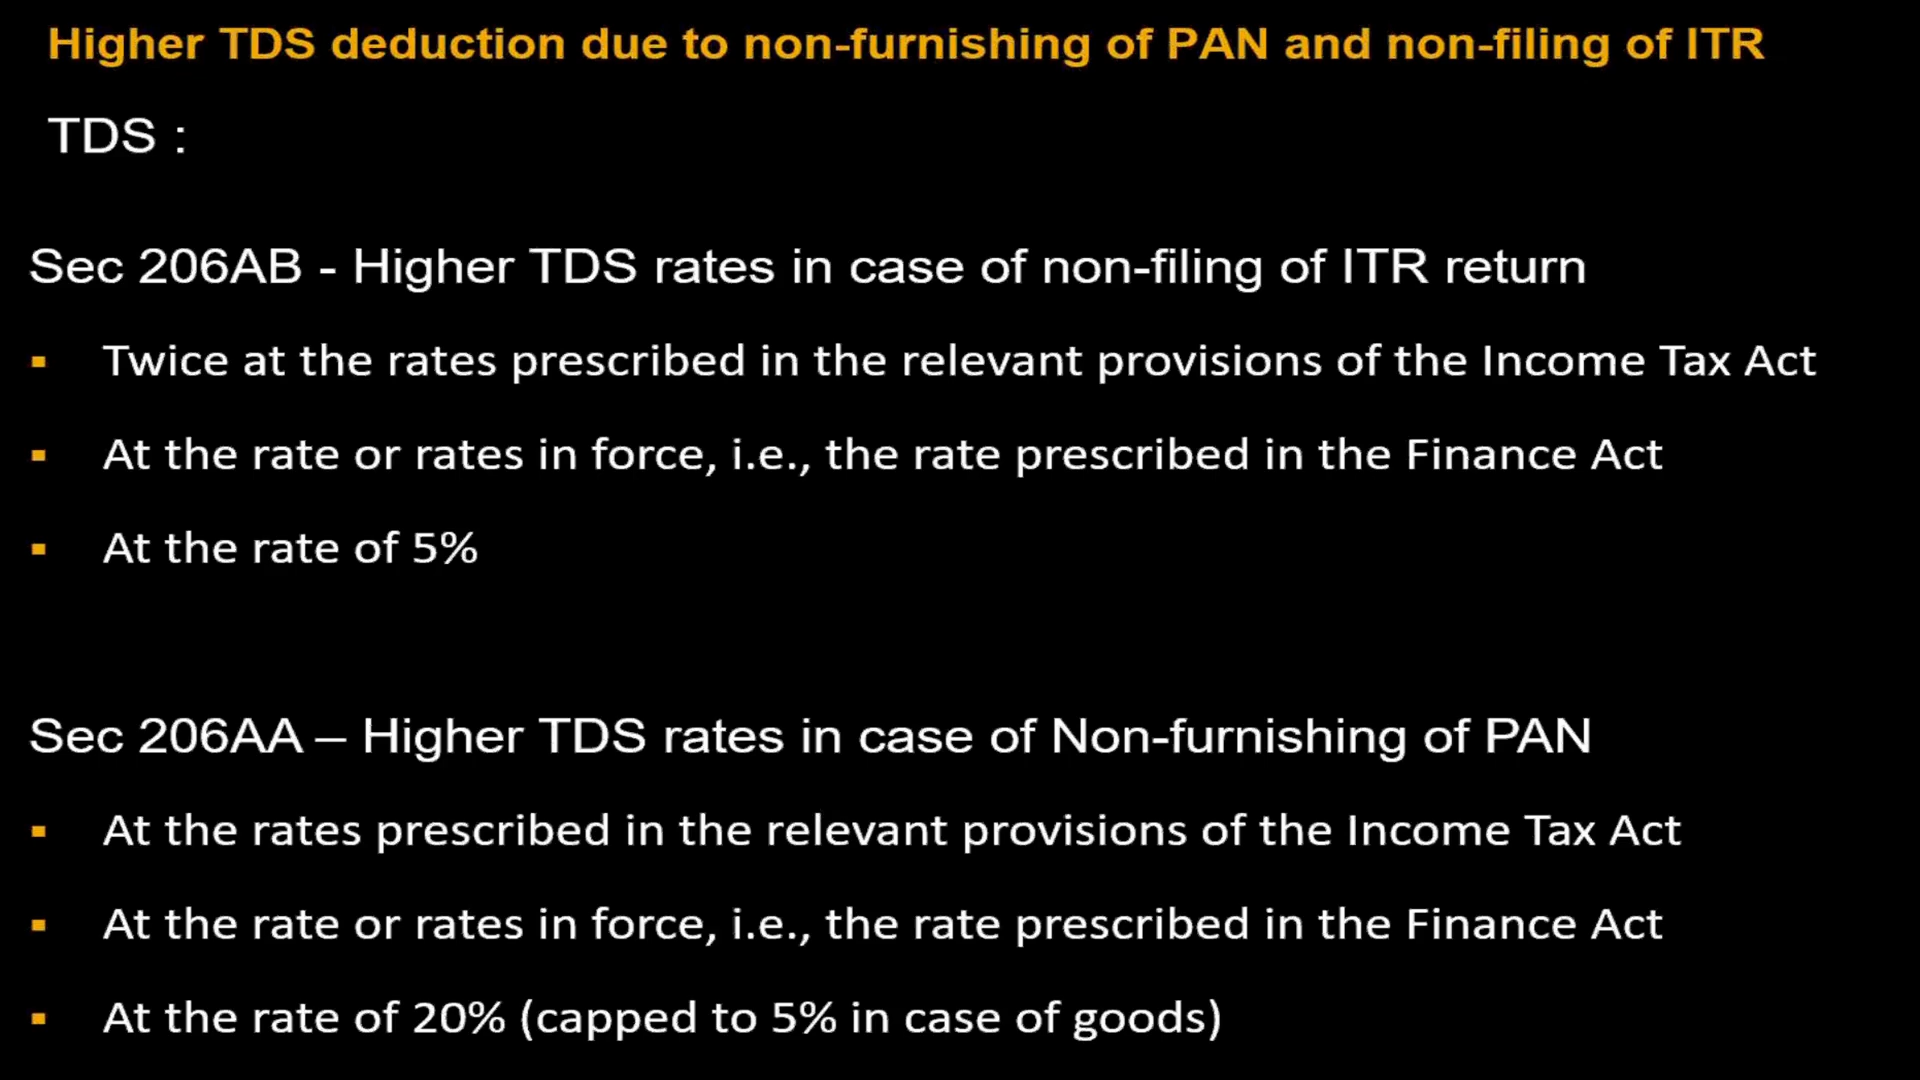 Higher TDS deduction due to non-furnishing of PAN and non-filing of ITR
TDS :
Sec 206AB - Higher TDS rates in case of non-filing of ITR return
▪ Twice at the rates prescribed in the relevant provisions of the Income Tax Act
▪ At the rate or rates in force, i.e., the rate prescribed in the Finance Act
▪ At the rate of 5%
Sec 206AA – Higher TDS rates in case of Non-furnishing of PAN
▪ At the rates prescribed in the relevant provisions of the Income Tax Act
▪ At the rate or rates in force, i.e., the rate prescribed in the Finance Act
▪ At the rate of 20% (capped to 5% in case of goods)